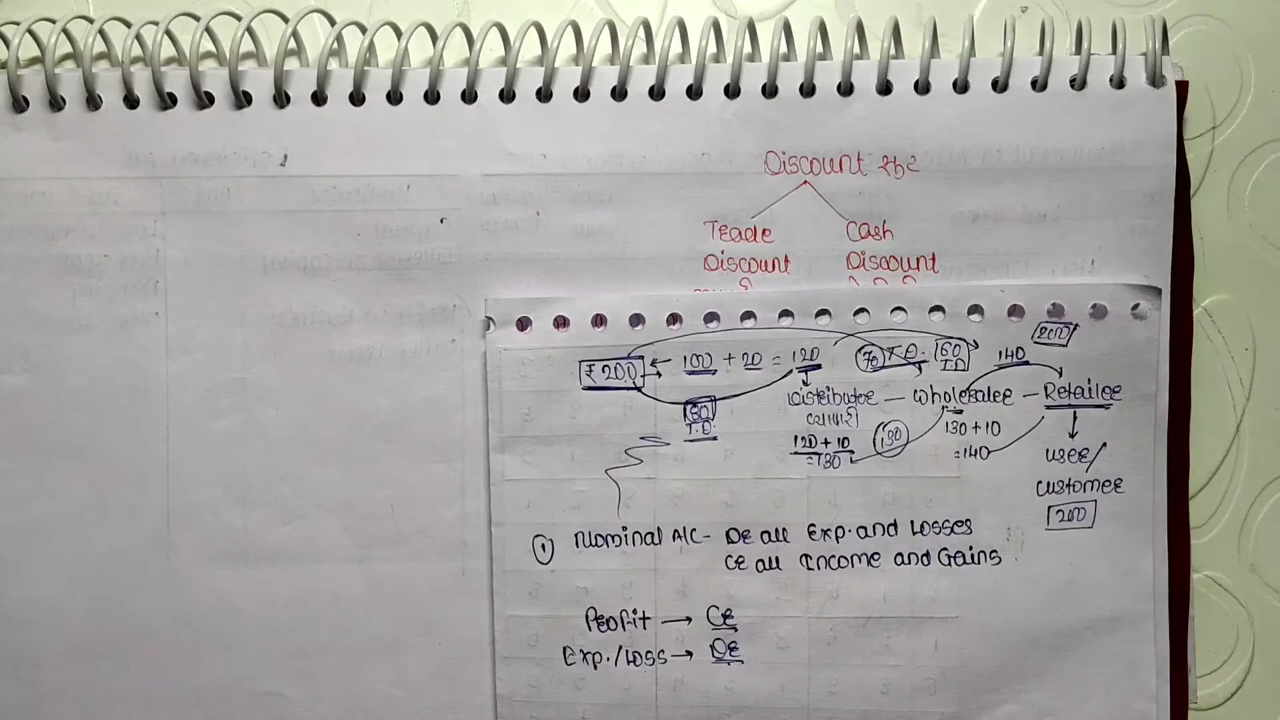 Discount
Trade Cash
Discount Discount
200
₹200 100 + 20 = 120 70 T.D. 60 T.D 140
80 T.D.
Distributer — Wholesaler — Retailer
व्यापारी
120 + 10 = 130
130
130 + 10 = 140
user/
customer
200
① Nominal A/C - DR all Exp. and Losses
CR all Income and Gains
Profit → CR
Exp./Loss → DR